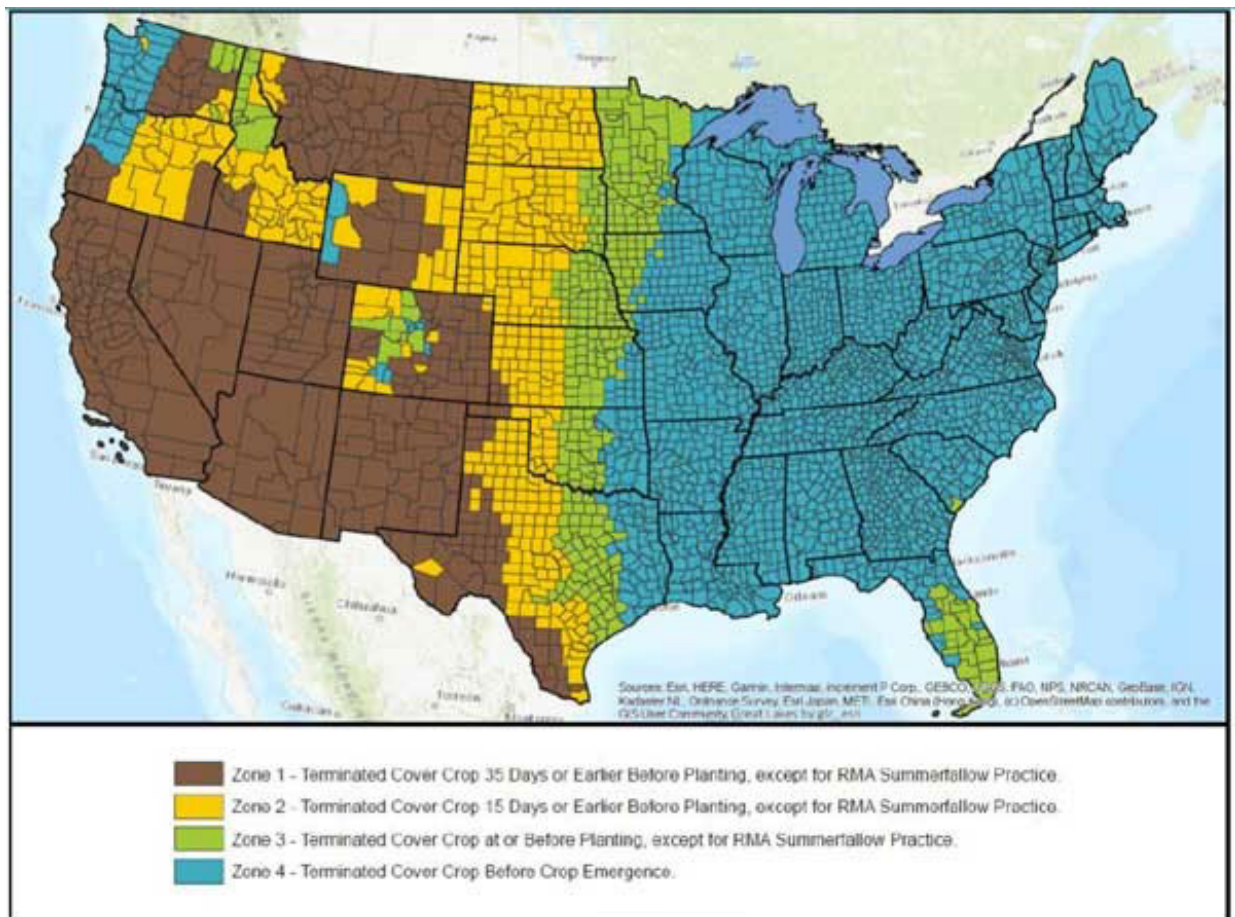 Chihuahua
Orleans
Sources: Esri, HERE, Garmin, Intermap, increment P Corp., GEBCO, USGS, FAO, NPS, NRCAN, GeoBase, IGN,
Kadaster NL, Ordnance Survey, Esri Japan, METI, Esri China (Hong Kong), (c) OpenStreetMap contributors, and the
GIS User Community, Great Lakes by glc_esri
Zone 1 - Terminated Cover Crop 35 Days or Earlier Before Planting, except for RMA Summerfallow Practice.
Zone 2 - Terminated Cover Crop 15 Days or Earlier Before Planting, except for RMA Summerfallow Practice.
Zone 3 - Terminated Cover Crop at or Before Planting, except for RMA Summerfallow Practice.
Zone 4 - Terminated Cover Crop Before Crop Emergence.